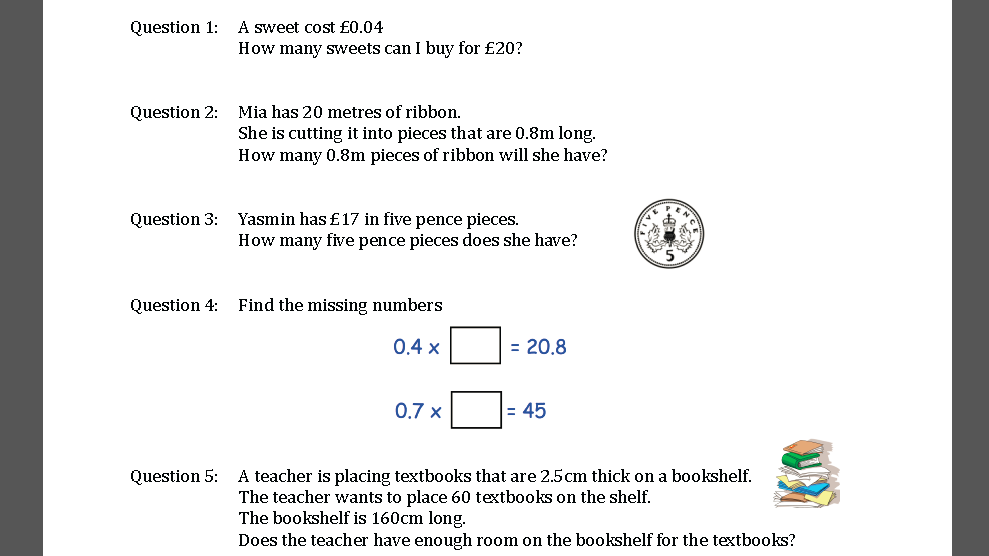 Question 1: A sweet cost £0.04
How many sweets can I buy for £20?
Question 2: Mia has 20 metres of ribbon.
She is cutting it into pieces that are 0.8m long.
How many 0.8m pieces of ribbon will she have?
Question 3: Yasmin has £17 in five pence pieces.
How many five pence pieces does she have?
FIVE PENCE
5
Question 4: Find the missing numbers
0.4 x = 20.8
0.7 x = 45
Question 5: A teacher is placing textbooks that are 2.5cm thick on a bookshelf.
The teacher wants to place 60 textbooks on the shelf.
The bookshelf is 160cm long.
Does the teacher have enough room on the bookshelf for the textbooks?